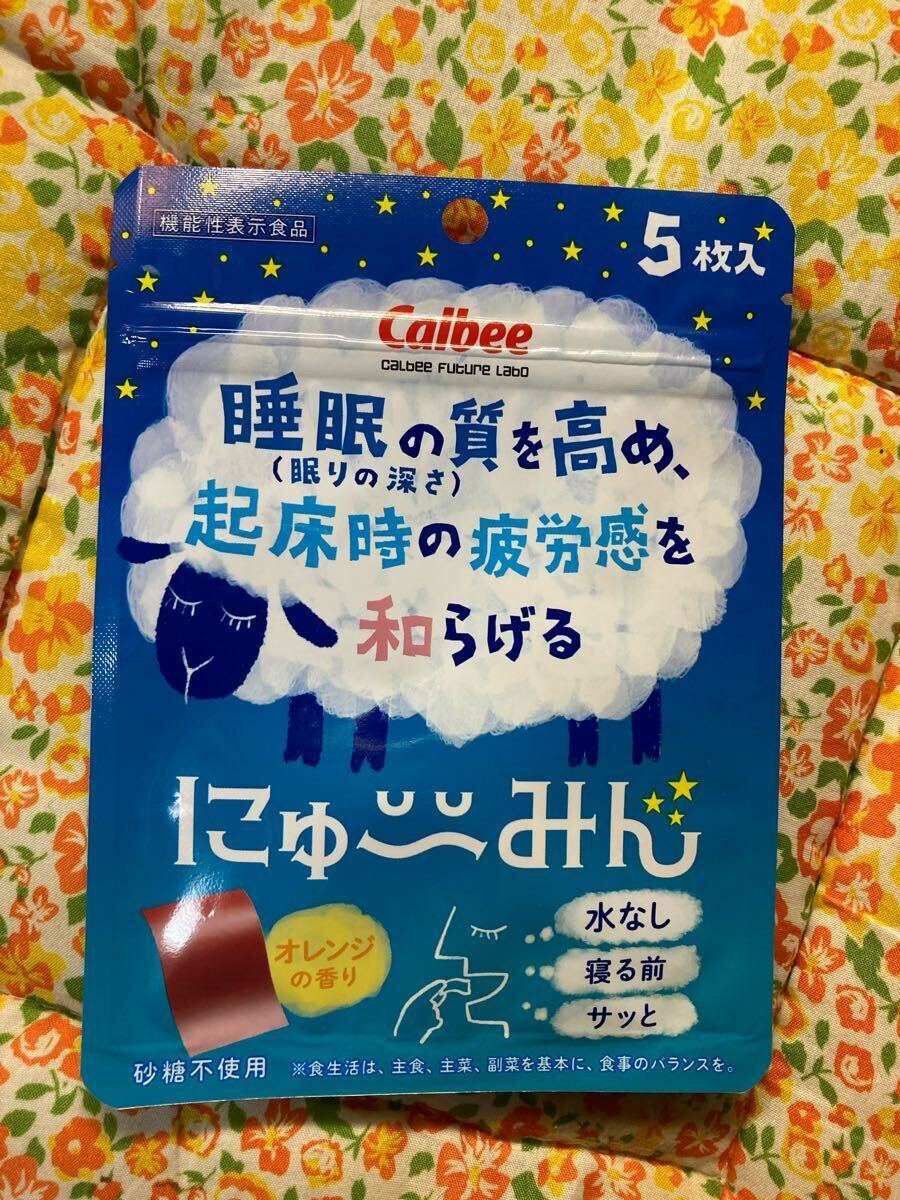 機能性表示食品
5枚入
Calbee
Calbee Future Labo
睡眠の質を高め、
(眠りの深さ)
起床時の疲労感を
和らげる
にゅ〜みん
オレンジ
の香り
水なし
寝る前
サッと
砂糖不使用
※食生活は、主食、主菜、副菜を基本に、食事のバランスを。